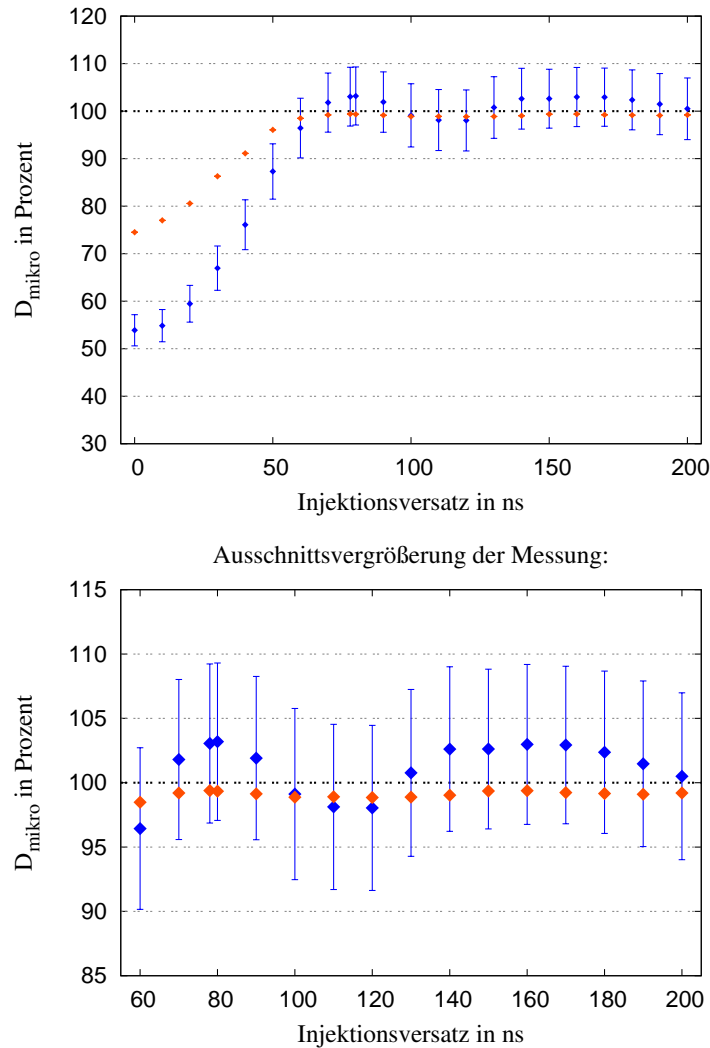 120
110
100
90
80
70
60
50
40
30
D_mikro in Prozent
0 50 100 150 200
Injektionsversatz in ns
Ausschnittsvergrößerung der Messung:
115
110
105
100
95
90
85
D_mikro in Prozent
60 80 100 120 140 160 180 200
Injektionsversatz in ns